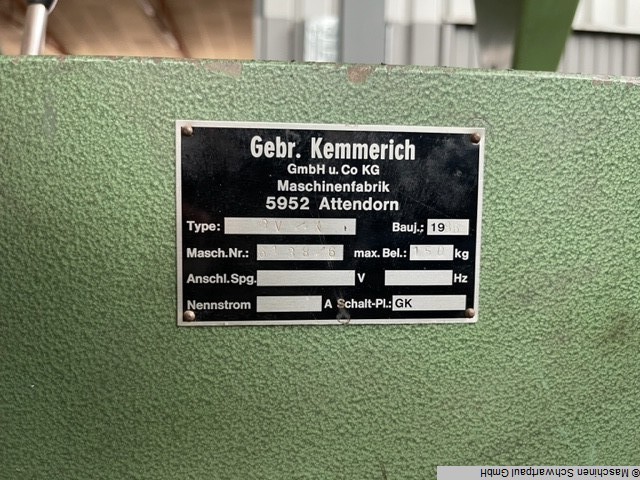 Gebr. Kemmerich
GmbH u. Co KG
Maschinenfabrik
5952 Attendorn
Type: Bauj.: 19
Masch.Nr.: max. Bel.: kg
Anschl.Spg. V Hz
Nennstrom A Schalt-Pl.: GK
© Maschinen Schwartpaul GmbH